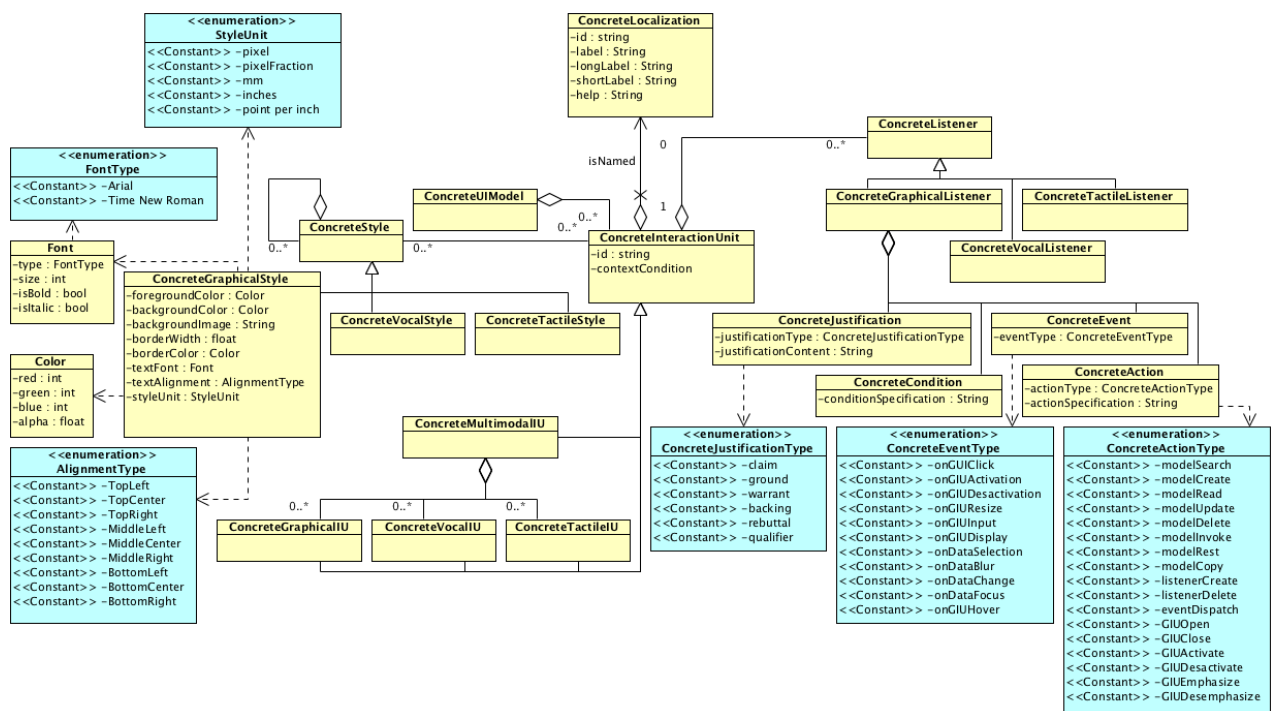 <<enumeration>>
StyleUnit
<<Constant>> -pixel
<<Constant>> -pixelFraction
<<Constant>> -mm
<<Constant>> -inches
<<Constant>> -point per inch
ConcreteLocalization
-id : string
-label : String
-longLabel : String
-shortLabel : String
-help : String
ConcreteListener
0
0..*
isNamed
1
<<enumeration>>
FontType
<<Constant>> -Arial
<<Constant>> -Time New Roman
ConcreteUIModel
0..*
0..*
ConcreteGraphicalListener
ConcreteTactileListener
ConcreteVocalListener
ConcreteStyle
0..*
0..*
ConcreteInteractionUnit
-id : string
-contextCondition
Font
-type : FontType
-size : int
-isBold : bool
-isItalic : bool
ConcreteGraphicalStyle
-foregroundColor : Color
-backgroundColor : Color
-backgroundImage : String
-borderWidth : float
-borderColor : Color
-textFont : Font
-textAlignment : AlignmentType
-styleUnit : StyleUnit
ConcreteVocalStyle
ConcreteTactileStyle
ConcreteJustification
-justificationType : ConcreteJustificationType
-justificationContent : String
ConcreteEvent
-eventType : ConcreteEventType
ConcreteCondition
-conditionSpecification : String
ConcreteAction
-actionType : ConcreteActionType
-actionSpecification : String
Color
-red : int
-green : int
-blue : int
-alpha : float
ConcreteMultimodalIU
0..*
0..*
0..*
ConcreteGraphicalIU
ConcreteVocalIU
ConcreteTactileIU
<<enumeration>>
AlignmentType
<<Constant>> -TopLeft
<<Constant>> -TopCenter
<<Constant>> -TopRight
<<Constant>> -MiddleLeft
<<Constant>> -MiddleCenter
<<Constant>> -MiddleRight
<<Constant>> -BottomLeft
<<Constant>> -BottomCenter
<<Constant>> -BottomRight
<<enumeration>>
ConcreteJustificationType
<<Constant>> -claim
<<Constant>> -ground
<<Constant>> -warrant
<<Constant>> -backing
<<Constant>> -rebuttal
<<Constant>> -qualifier
<<enumeration>>
ConcreteEventType
<<Constant>> -onGUIClick
<<Constant>> -onGIUActivation
<<Constant>> -onGIUDesactivation
<<Constant>> -onGIUResize
<<Constant>> -onGIUInput
<<Constant>> -onGIUDisplay
<<Constant>> -onDataSelection
<<Constant>> -onDataBlur
<<Constant>> -onDataChange
<<Constant>> -onDataFocus
<<Constant>> -onGIUHover
<<enumeration>>
ConcreteActionType
<<Constant>> -modelSearch
<<Constant>> -modelCreate
<<Constant>> -modelRead
<<Constant>> -modelUpdate
<<Constant>> -modelDelete
<<Constant>> -modelInvoke
<<Constant>> -modelRest
<<Constant>> -modelCopy
<<Constant>> -listenerCreate
<<Constant>> -listenerDelete
<<Constant>> -eventDispatch
<<Constant>> -GIUOpen
<<Constant>> -GIUClose
<<Constant>> -GIUActivate
<<Constant>> -GIUDesactivate
<<Constant>> -GIUEmphasize
<<Constant>> -GIUDesemphasize